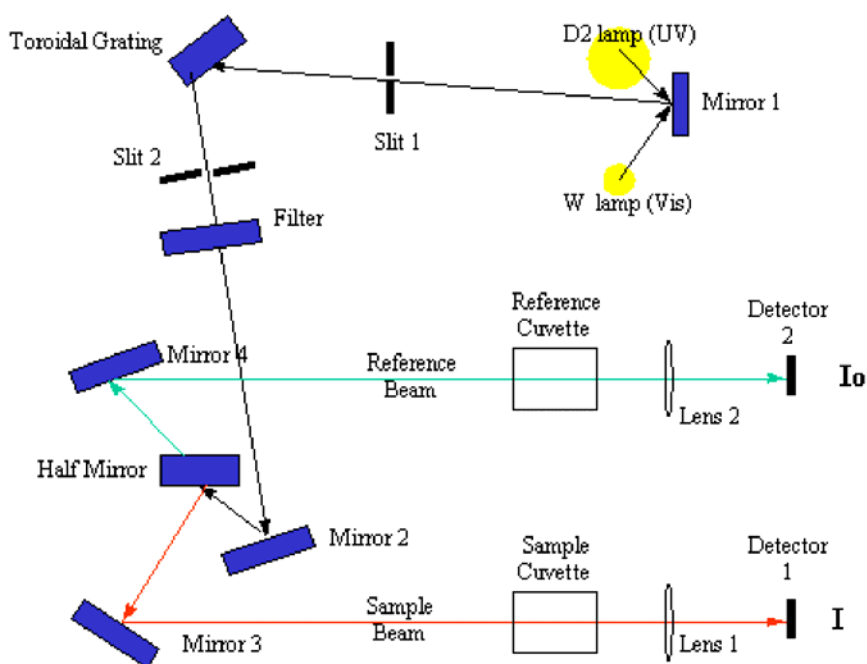 D2 lamp (UV)
Toroidal Grating
Mirror 1
Slit 1
Slit 2
W lamp (Vis)
Filter
Reference
Cuvette
Detector
2
Mirror 4
Reference
Beam
Io
Lens 2
Half Mirror
Mirror 2
Sample
Cuvette
Detector
1
Sample
Beam
I
Mirror 3
Lens 1